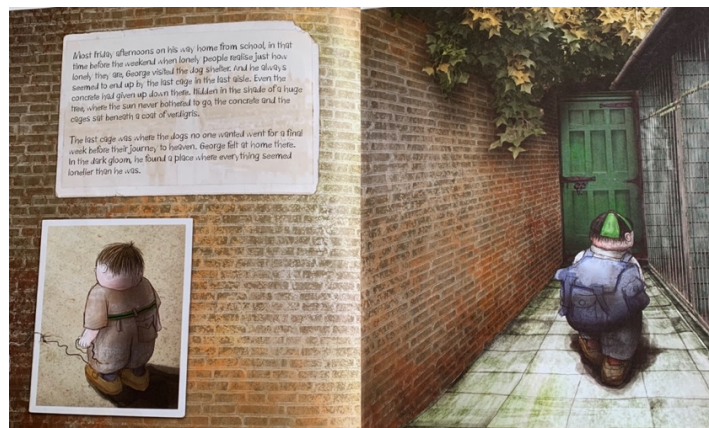 Most Friday afternoons on his way home from school, in that
time before the weekend when lonely people realise just how
lonely they are, George visited the dog shelter. And he always
seemed to end up by the last cage in the last aisle. Even the
concrete had given up down there. Hidden in the shade of a huge
tree, where the sun never bothered to go, the concrete and the
cages sat beneath a coat of verdigris.
The last cage was where the dogs no one wanted went for a final
week before their journey to heaven. George felt at home there.
In the dark gloom, he found a place where everything seemed
lonelier than he was.